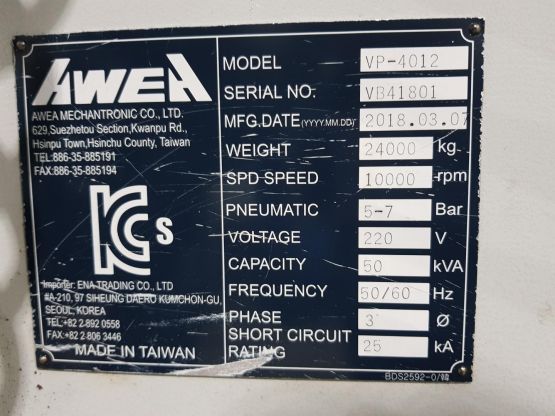 AWEA
AWEA MECHANTRONIC CO., LTD.
629,Suezhetou Section,Kwanpu Rd.,
Hsinpu Town,Hsinchu County, Taiwan
TEL:886-35-885191
FAX:886-35-885194
KCs
Importer: ENA TRADING CO., LTD
#A-210, 97 SIHEUNG DAERO KUMCHON-GU,
SEOUL, KOREA
TEL:+82 2 892 0558
FAX:+82 2 806 3446
MADE IN TAIWAN
MODEL VP-4012
SERIAL NO. VB41801
MFG.DATE(YYYY.MM.DD) 2018.03.07
WEIGHT 24000 kg
SPD SPEED 10000 rpm
PNEUMATIC 5-7 Bar
VOLTAGE 220 V
CAPACITY 50 kVA
FREQUENCY 50/60 Hz
PHASE 3 Ø
SHORT CIRCUIT
RATING 25 kA
BDS2592-0/韓